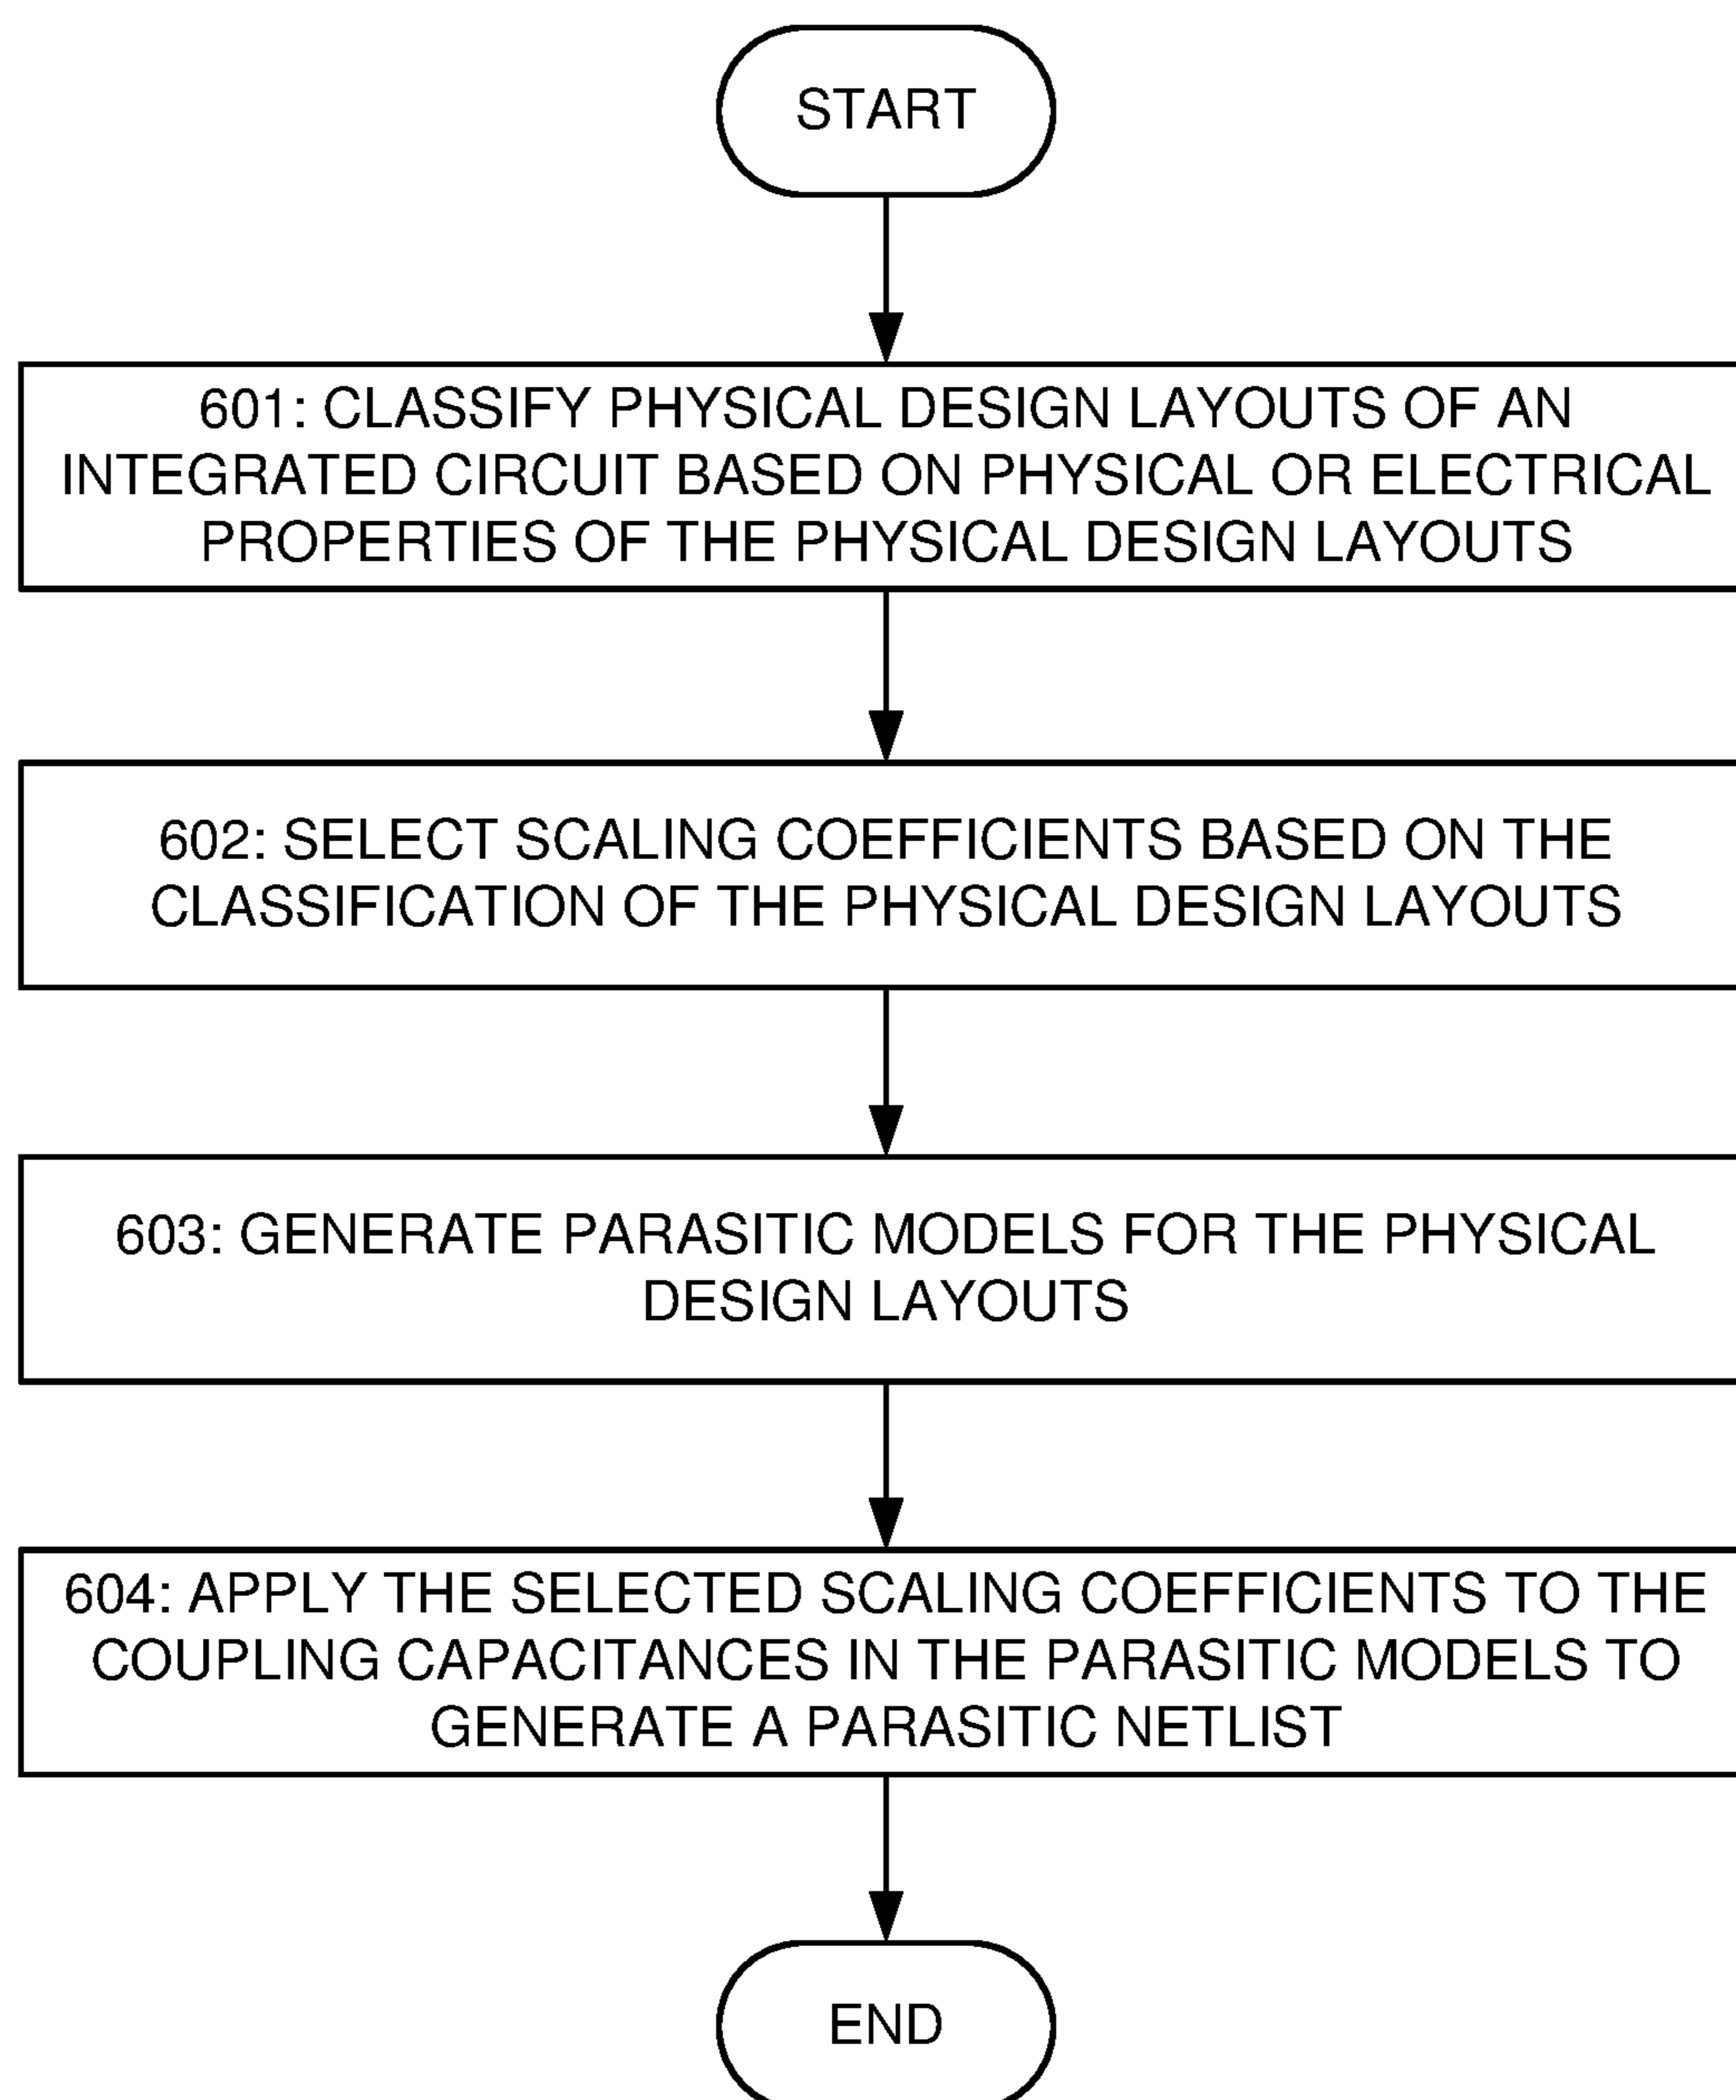 START
601: CLASSIFY PHYSICAL DESIGN LAYOUTS OF AN
INTEGRATED CIRCUIT BASED ON PHYSICAL OR ELECTRICAL
PROPERTIES OF THE PHYSICAL DESIGN LAYOUTS
602: SELECT SCALING COEFFICIENTS BASED ON THE
CLASSIFICATION OF THE PHYSICAL DESIGN LAYOUTS
603: GENERATE PARASITIC MODELS FOR THE PHYSICAL
DESIGN LAYOUTS
604: APPLY THE SELECTED SCALING COEFFICIENTS TO THE
COUPLING CAPACITANCES IN THE PARASITIC MODELS TO
GENERATE A PARASITIC NETLIST
END